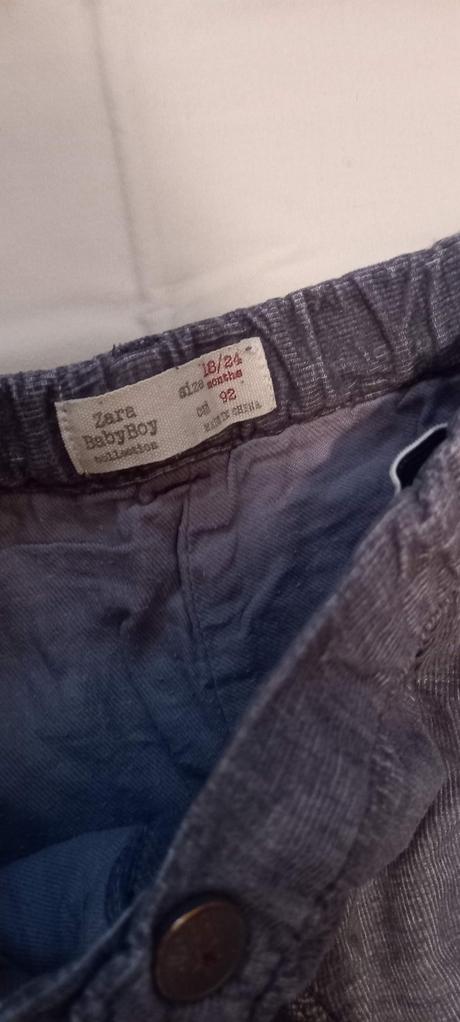 Zara
BabyBoy
collection
size 18/24
months
cm 92
MADE IN CHINA